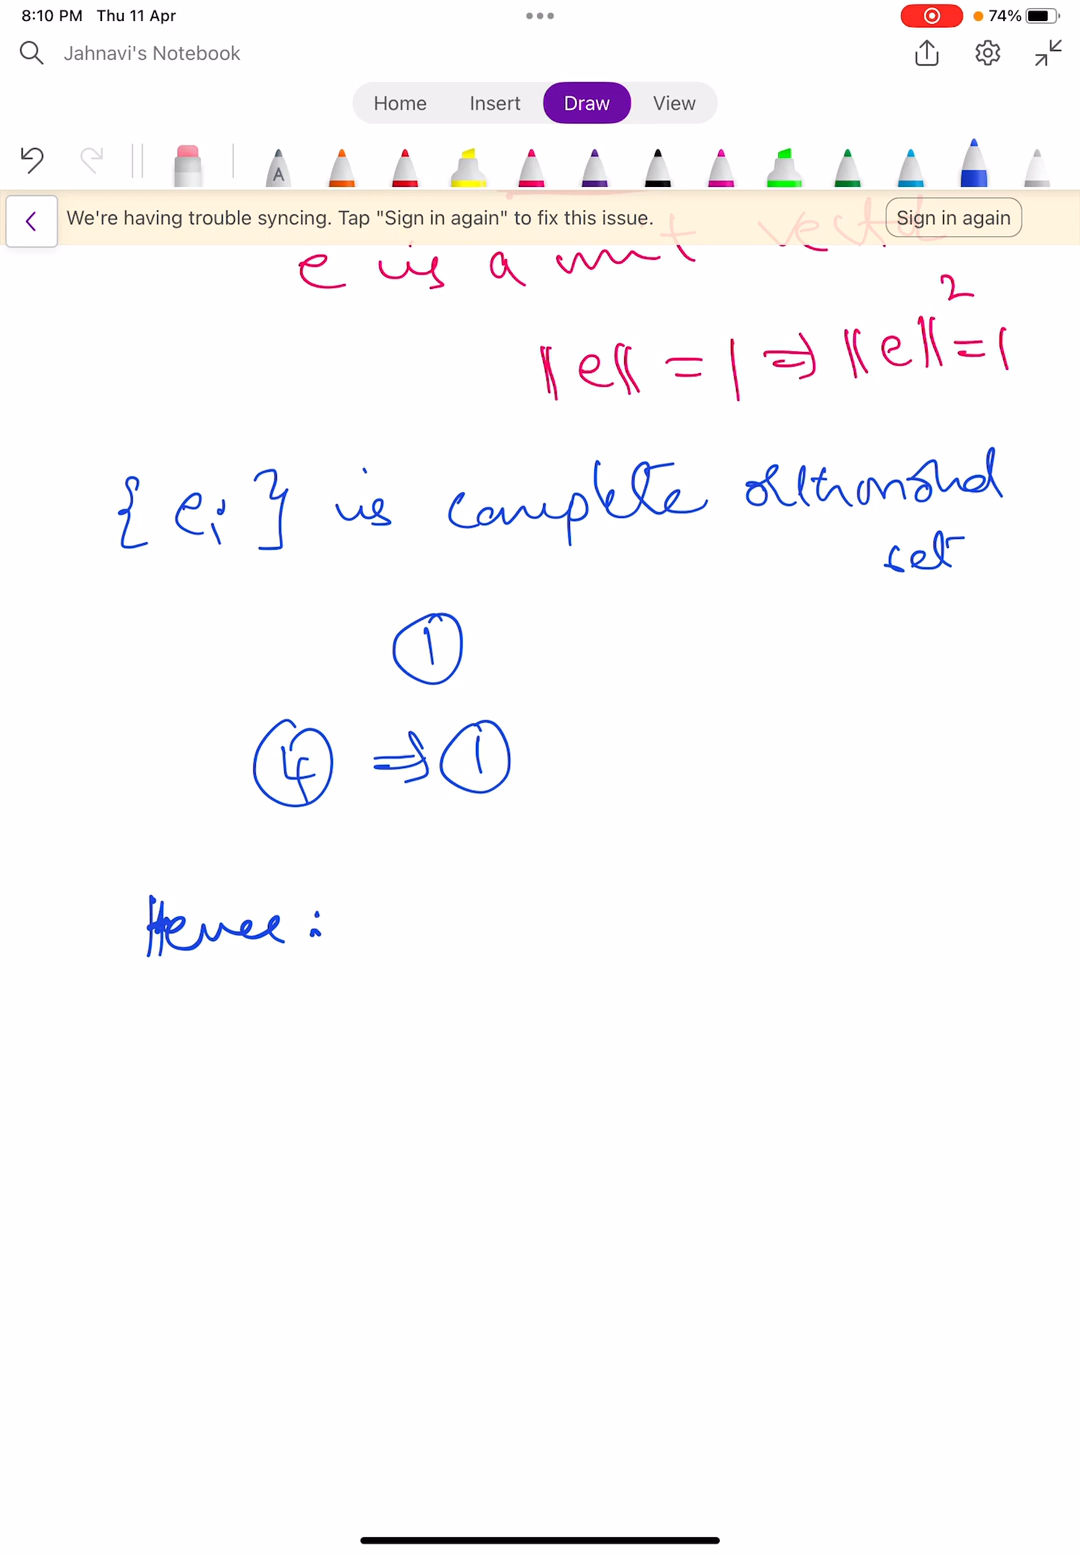 8:10 PM Thu 11 Apr 74%
Jahnavi's Notebook
Home Insert Draw View
A
We're having trouble syncing. Tap "Sign in again" to fix this issue. Sign in again
e is a unit vector
||e|| = 1 ⇒ ||e||² = 1
{ei} is complete orthonormal
set
①
④ ⇒ ①
Hence :